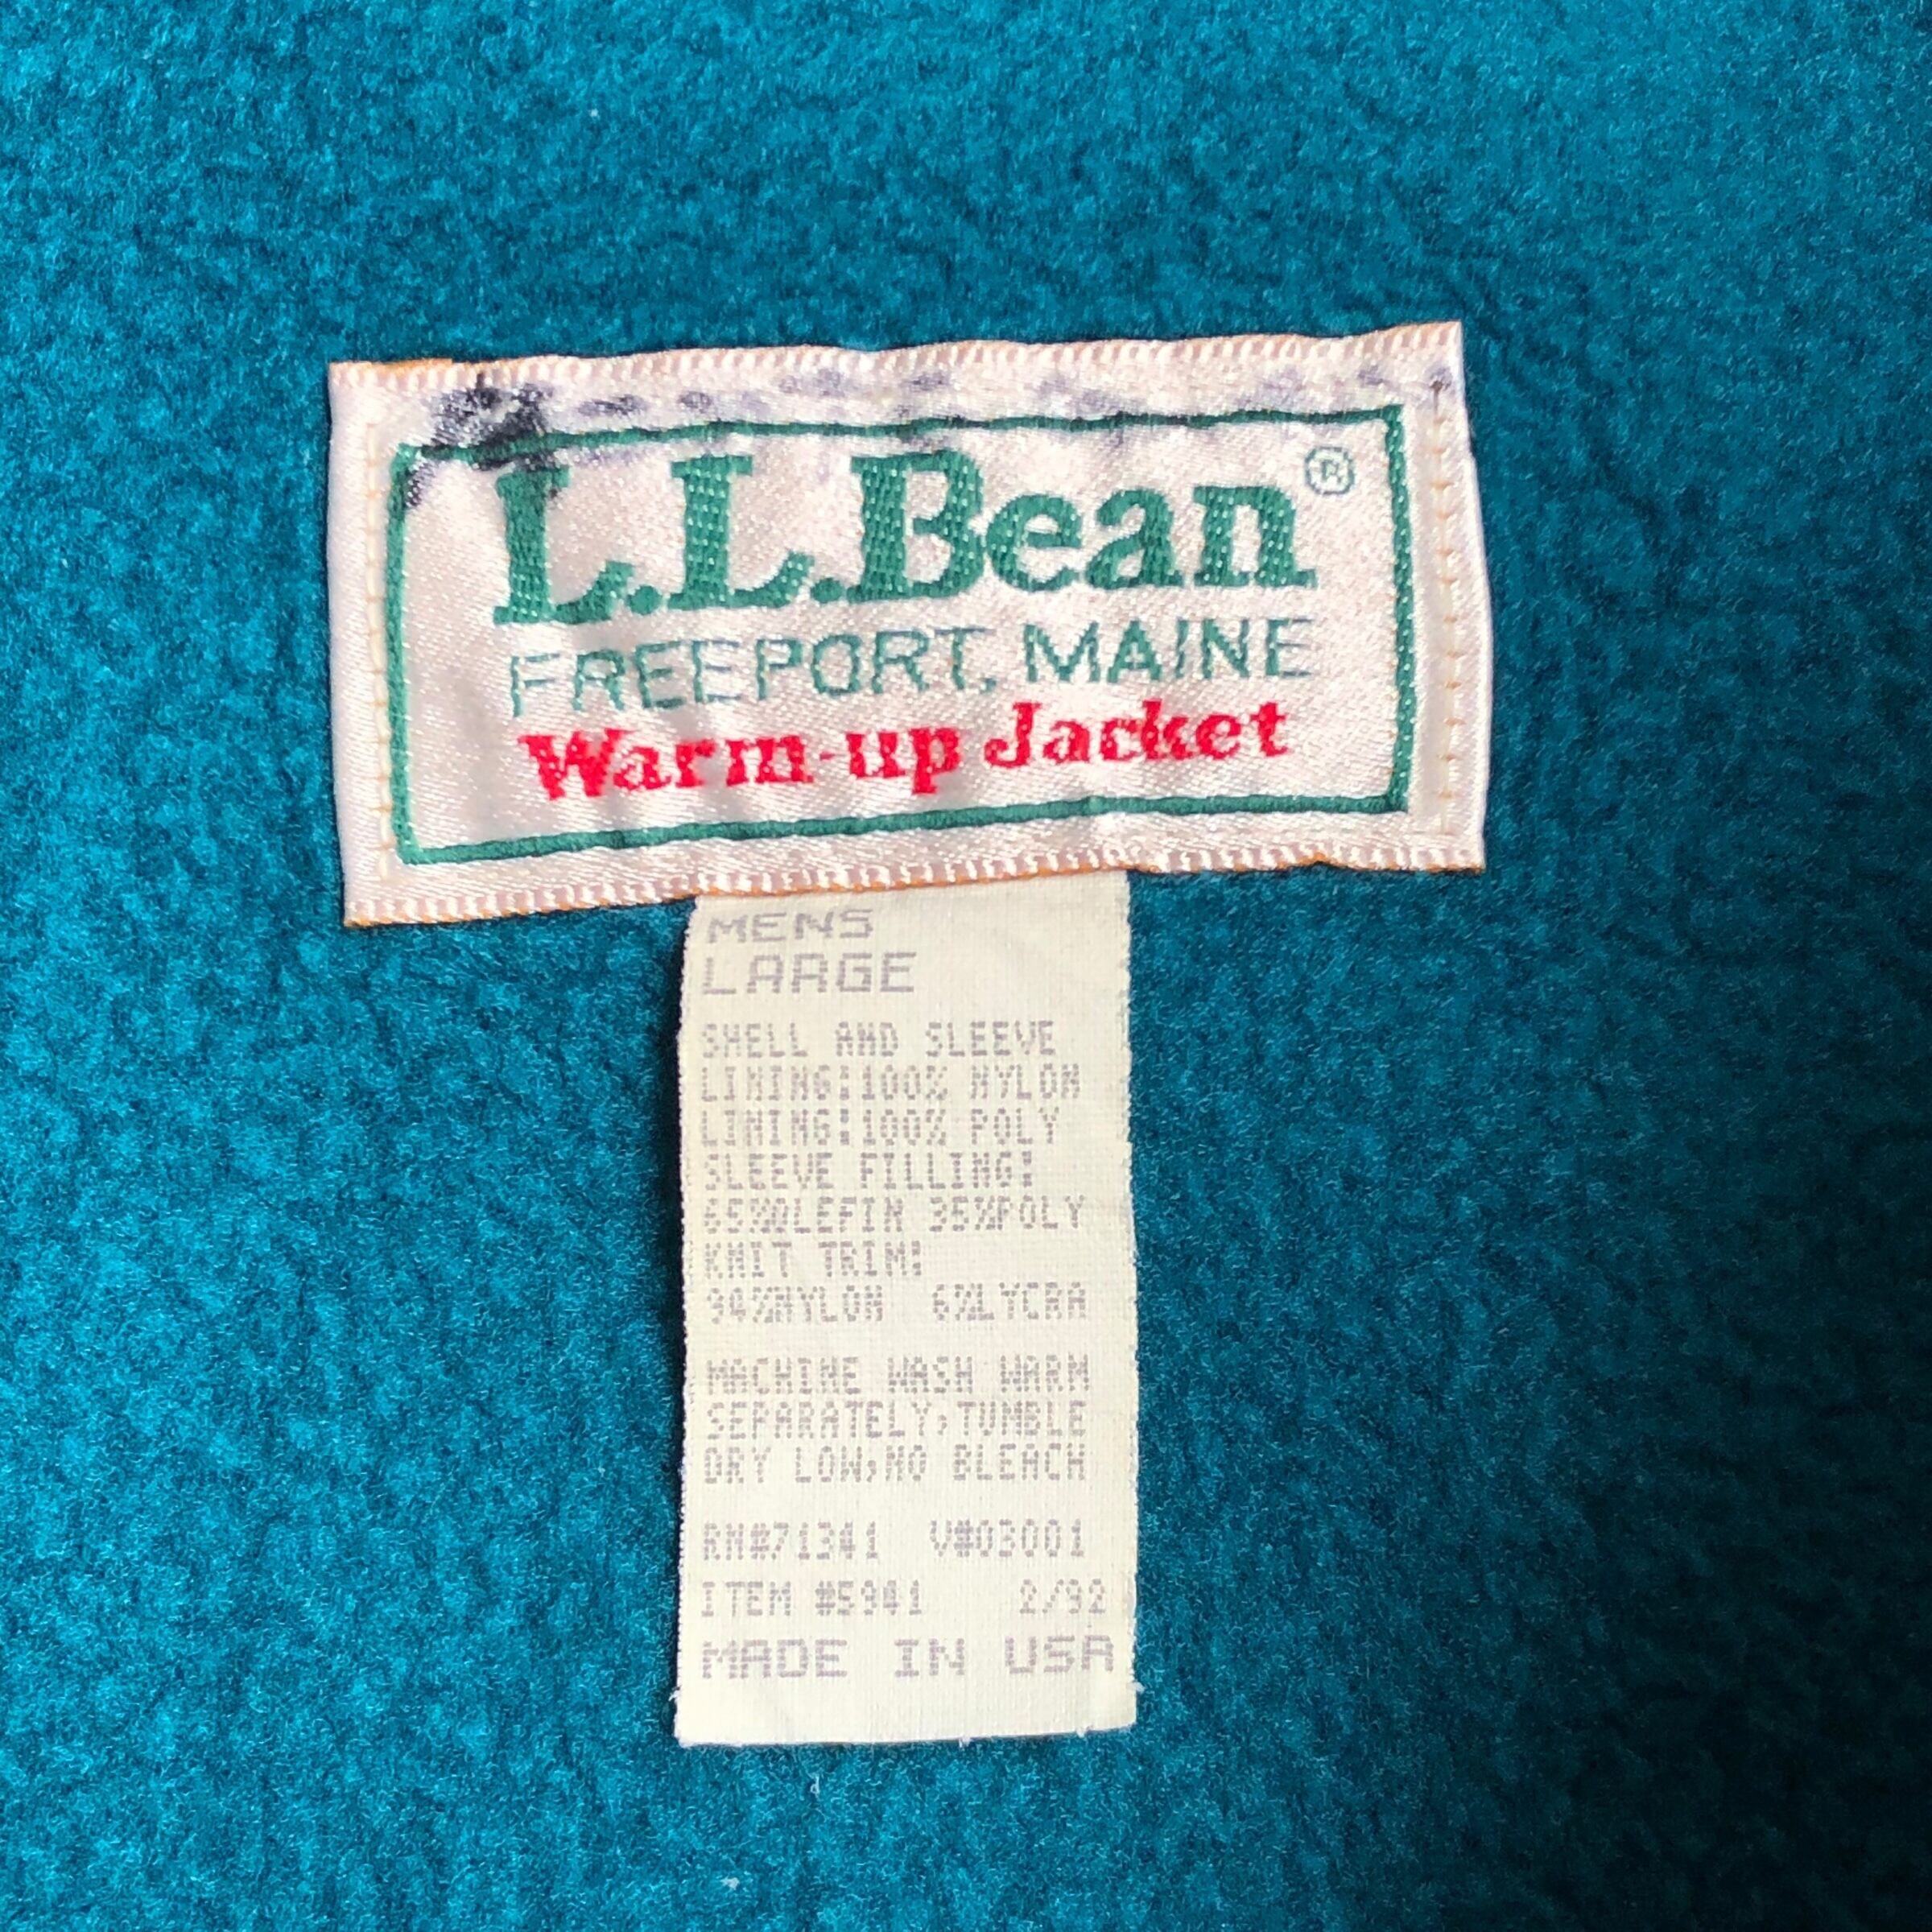 L.L.Bean®
FREEPORT, MAINE
Warm-up Jacket
MENS
LARGE
SHELL AND SLEEVE
LINING:100% NYLON
LINING:100% POLY
SLEEVE FILLING:
65%OLEFIN 35%POLY
KNIT TRIM:
94%NYLON 6%LYCRA
MACHINE WASH WARM
SEPARATELY,TUMBLE
DRY LOW,NO BLEACH
RN#71341 V#03001
ITEM #5941 2/92
MADE IN USA